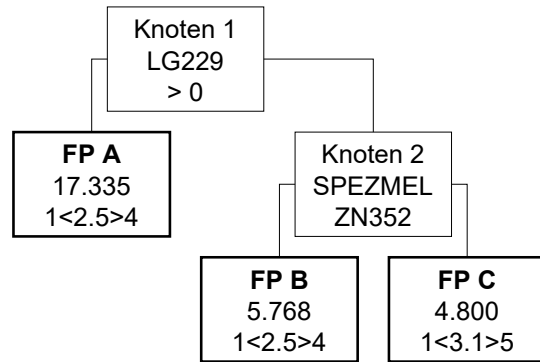 Knoten 1
LG229
> 0
FP A
17.335
1<2.5>4
Knoten 2
SPEZMEL
ZN352
FP B
5.768
1<2.5>4
FP C
4.800
1<3.1>5